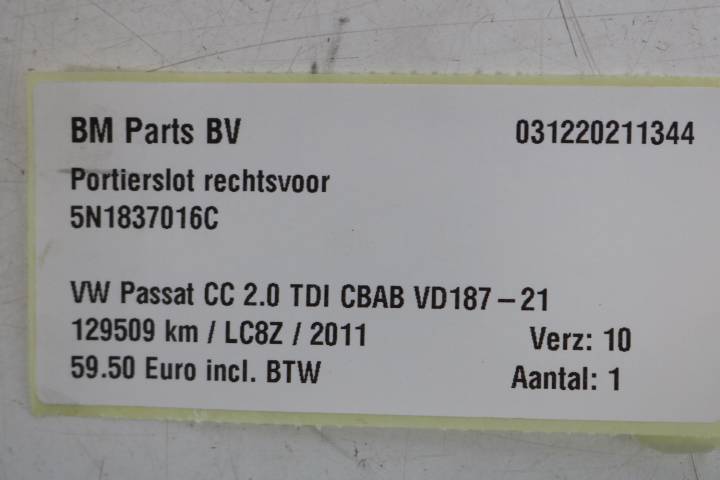 BM Parts BV 031220211344
Portierslot rechtsvoor
5N1837016C
VW Passat CC 2.0 TDI CBAB VD187-21
129509 km / LC8Z / 2011 Verz: 10
59.50 Euro incl. BTW Aantal: 1